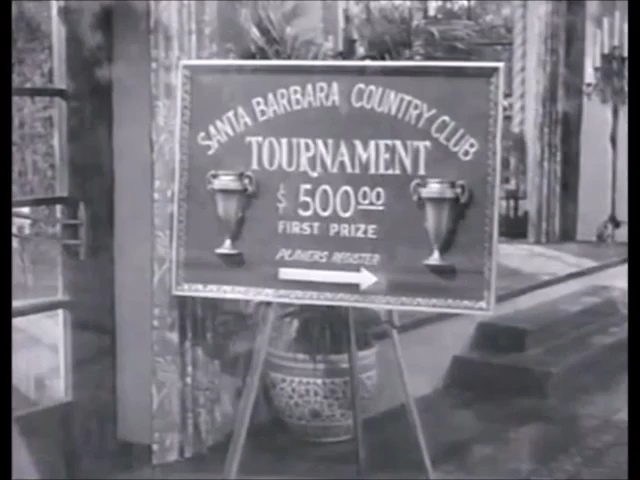 SANTA BARBARA COUNTRY CLUB
TOURNAMENT
$500.00
FIRST PRIZE
PLAYERS REGISTER